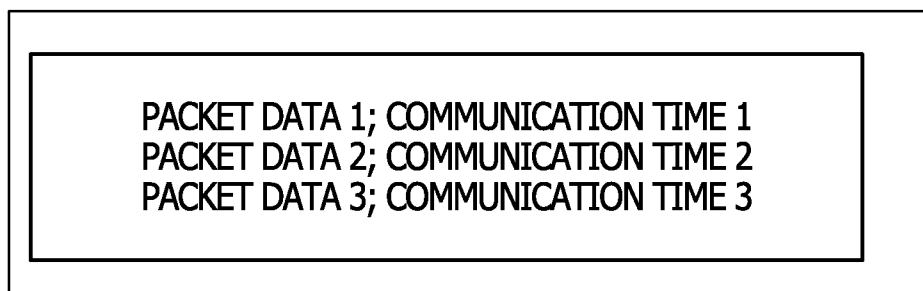 PACKET DATA 1; COMMUNICATION TIME 1
PACKET DATA 2; COMMUNICATION TIME 2
PACKET DATA 3; COMMUNICATION TIME 3